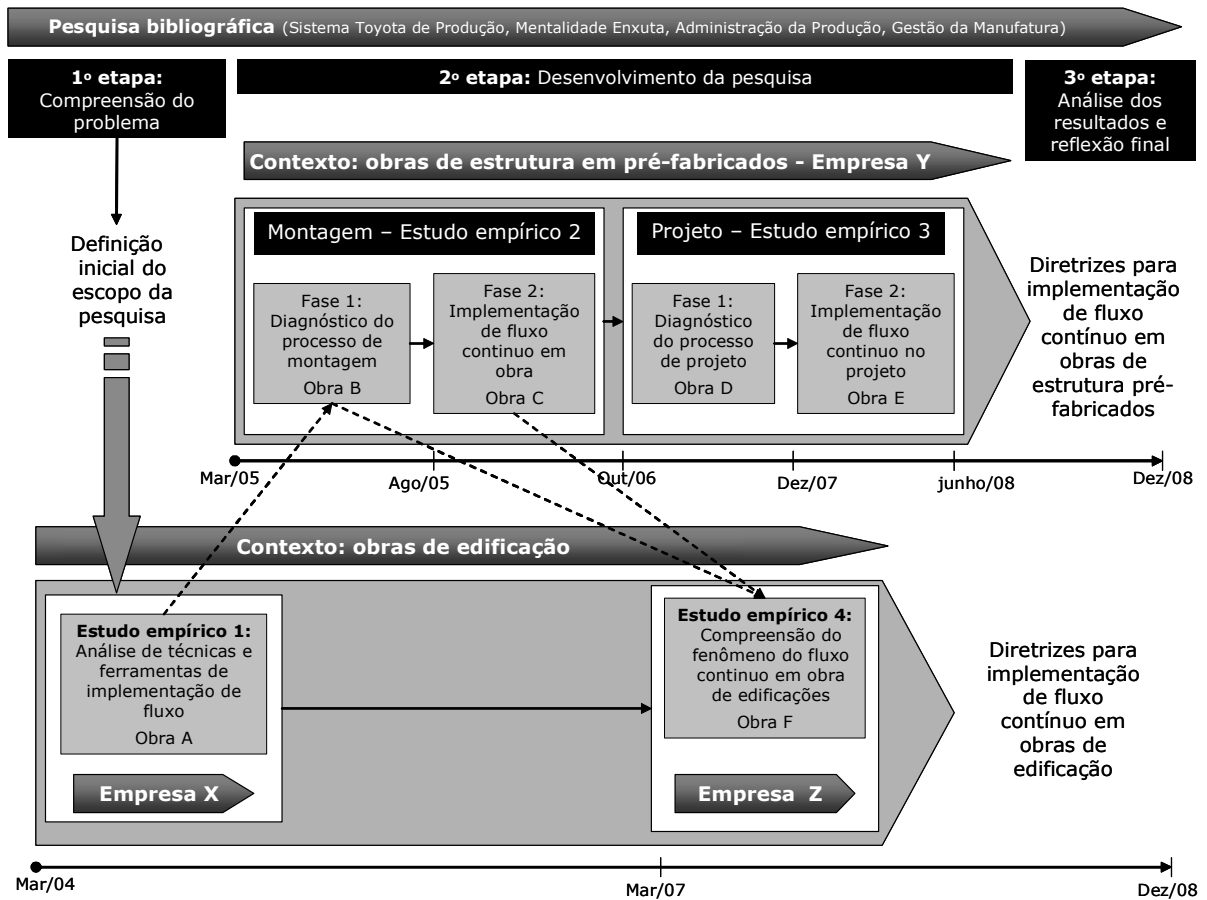 Pesquisa bibliográfica (Sistema Toyota de Produção, Mentalidade Enxuta, Administração da Produção, Gestão da Manufatura)
1º etapa:
Compreensão do
problema
2º etapa: Desenvolvimento da pesquisa
3º etapa:
Análise dos
resultados e
reflexão final
Contexto: obras de estrutura em pré-fabricados - Empresa Y
Definição
inicial do
escopo da
pesquisa
Montagem – Estudo empírico 2
Fase 1:
Diagnóstico do
processo de
montagem
Obra B
Fase 2:
Implementação
de fluxo
continuo em
obra
Obra C
Projeto – Estudo empírico 3
Fase 1:
Diagnóstico
do processo
de projeto
Obra D
Fase 2:
Implementação
de fluxo
continuo no
projeto
Obra E
Diretrizes para
implementação
de fluxo
contínuo em
obras de
estrutura pré-
fabricados
Mar/05
Ago/05
Out/06
Dez/07
junho/08
Dez/08
Contexto: obras de edificação
Estudo empírico 1:
Análise de técnicas e
ferramentas de
implementação de
fluxo
Obra A
Empresa X
Estudo empírico 4:
Compreensão do
fenômeno do fluxo
continuo em obra
de edificações
Obra F
Empresa Z
Diretrizes para
implementação
de fluxo
contínuo em
obras de
edificação
Mar/04
Mar/07
Dez/08